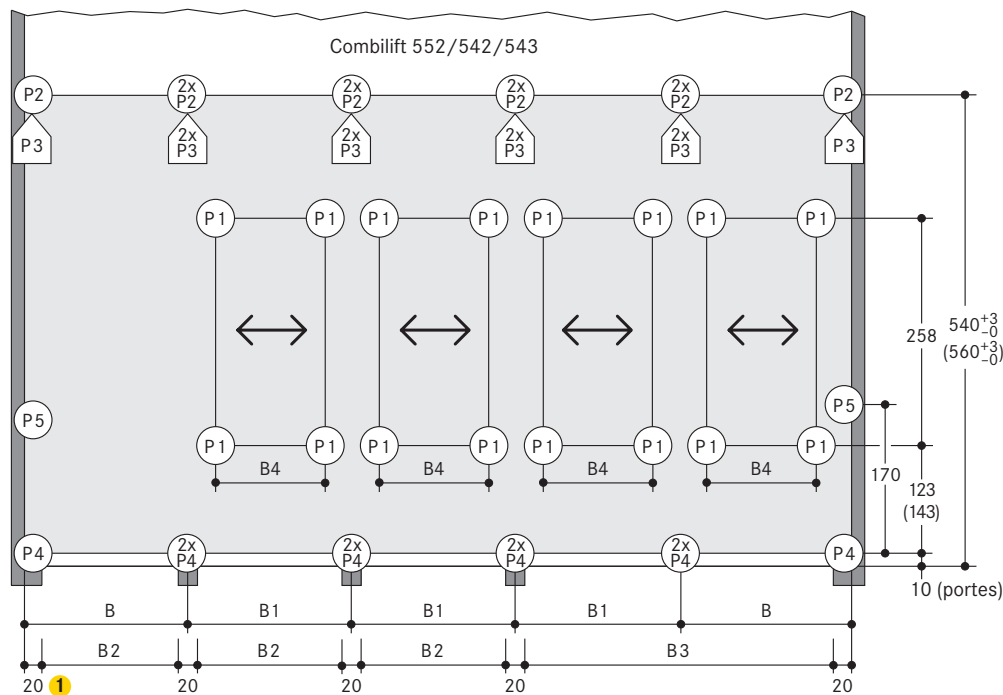 Combilift 552/542/543
P2 2x P2 2x P2 2x P2 2x P2 P2
P3 2x P3 2x P3 2x P3 2x P3 P3
P1 P1 P1 P1 P1 P1 P1 P1
258
540 +3 -0
(560 +3 -0)
P5 P5
P1 P1 P1 P1 P1 P1 P1 P1
B4 B4 B4 B4
170
123
(143)
P4 2x P4 2x P4 2x P4 2x P4 P4
10 (portes)
B B1 B1 B1 B
B2 B2 B2 B3
20 1 20 20 20 20